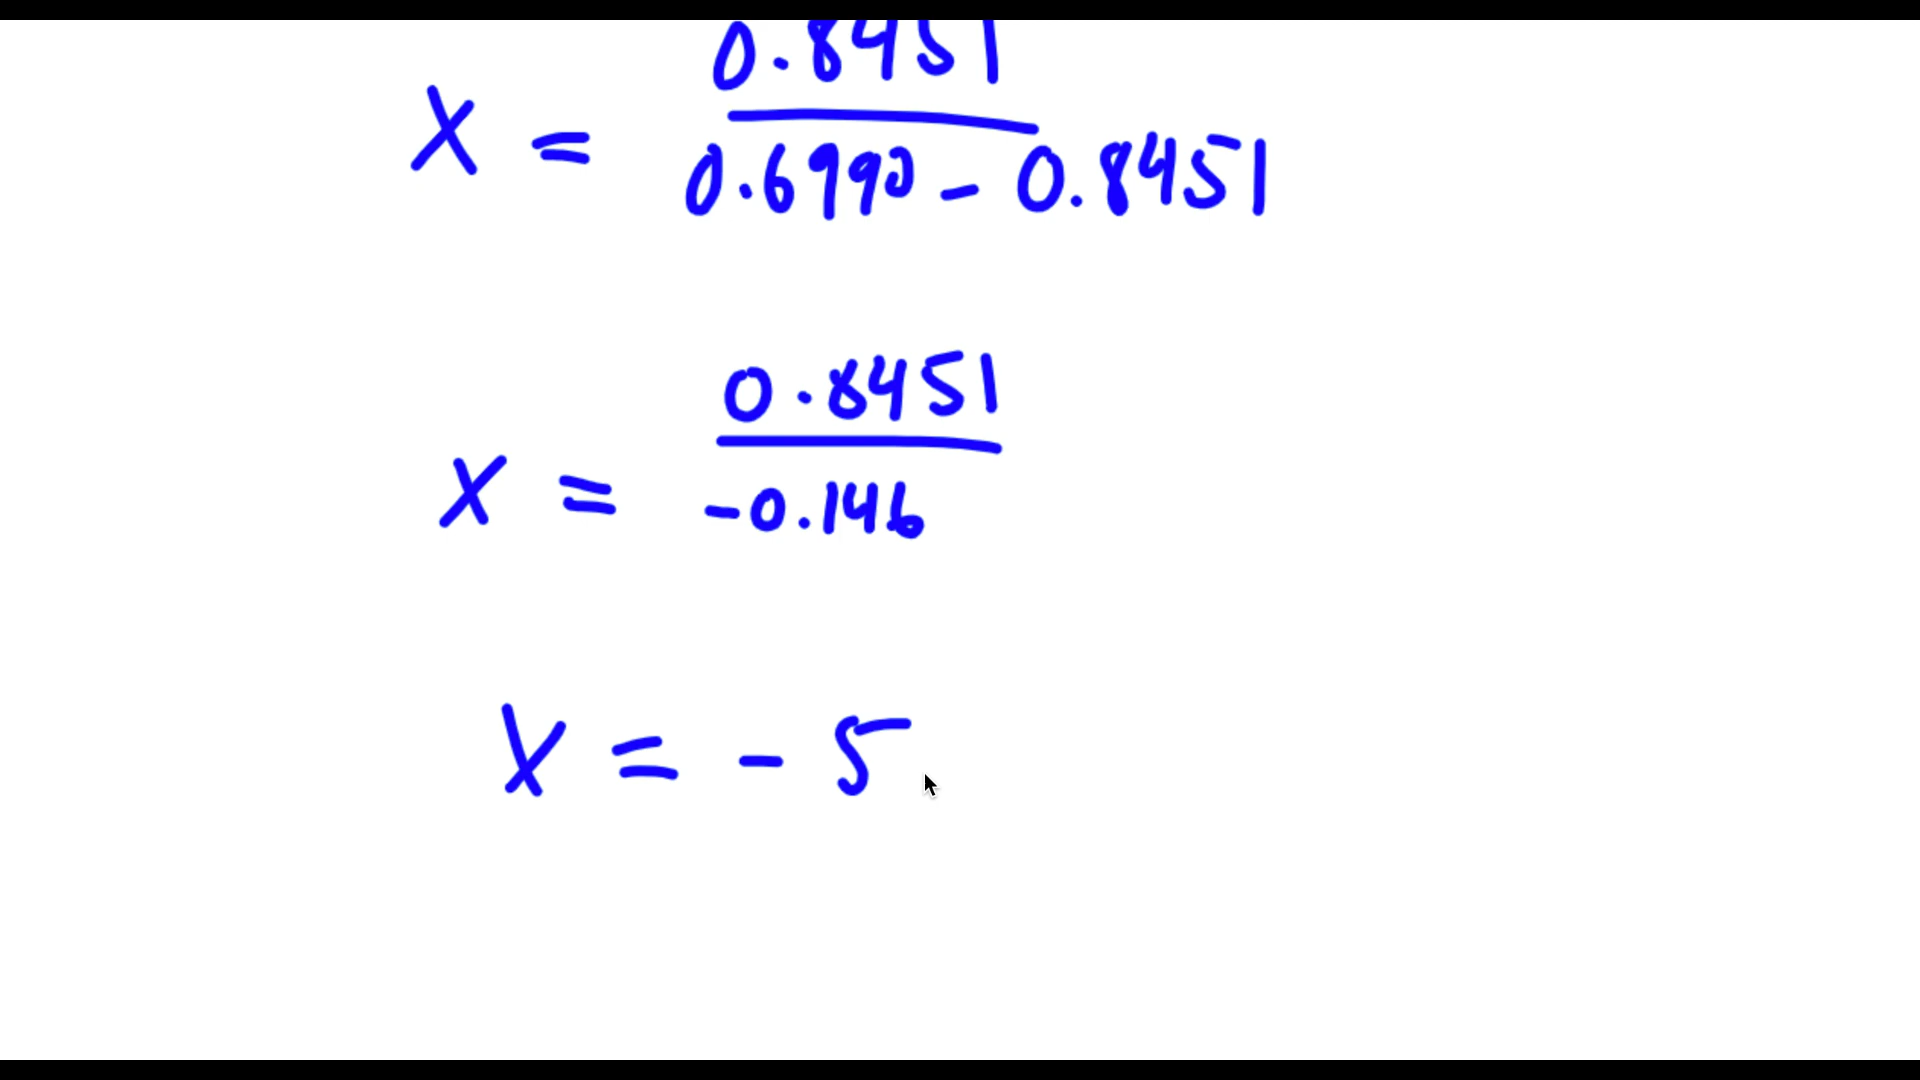 0.8451
X = 
0.6990 - 0.8451
0.8451
x = 
-0.146
X = - 5